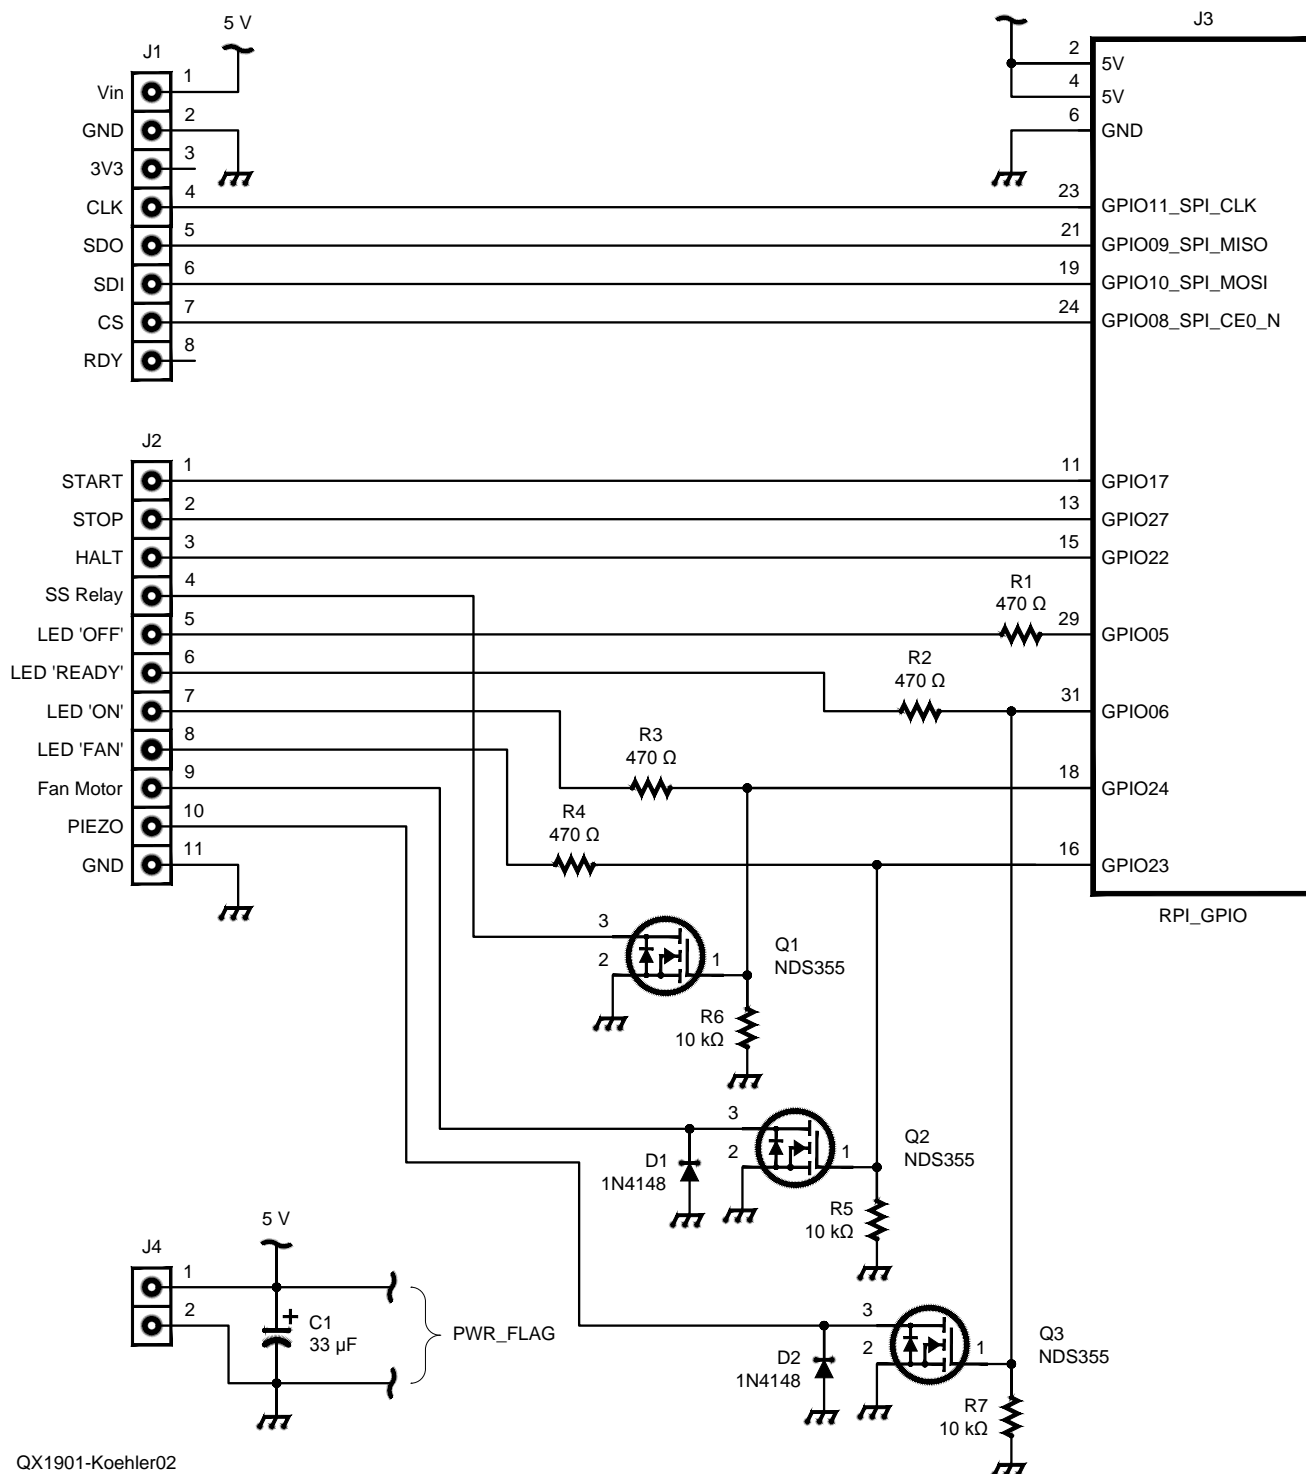 5 V
J3
J1
Vin 1
GND 2
3V3 3
CLK 4
SDO 5
SDI 6
CS 7
RDY 8
2 5V
4 5V
6 GND
23 GPIO11_SPI_CLK
21 GPIO09_SPI_MISO
19 GPIO10_SPI_MOSI
24 GPIO08_SPI_CE0_N
J2
START 1
STOP 2
HALT 3
SS Relay 4
LED 'OFF' 5
LED 'READY' 6
LED 'ON' 7
LED 'FAN' 8
Fan Motor 9
PIEZO 10
GND 11
11 GPIO17
13 GPIO27
15 GPIO22
29 GPIO05
31 GPIO06
18 GPIO24
16 GPIO23
RPI_GPIO
R1
470 Ω
R2
470 Ω
R3
470 Ω
R4
470 Ω
3
2
1
Q1
NDS355
R6
10 kΩ
3
2
1
Q2
NDS355
D1
1N4148
R5
10 kΩ
5 V
J4
1
2
+
C1
33 µF
PWR_FLAG
3
2
1
Q3
NDS355
D2
1N4148
R7
10 kΩ
QX1901-Koehler02